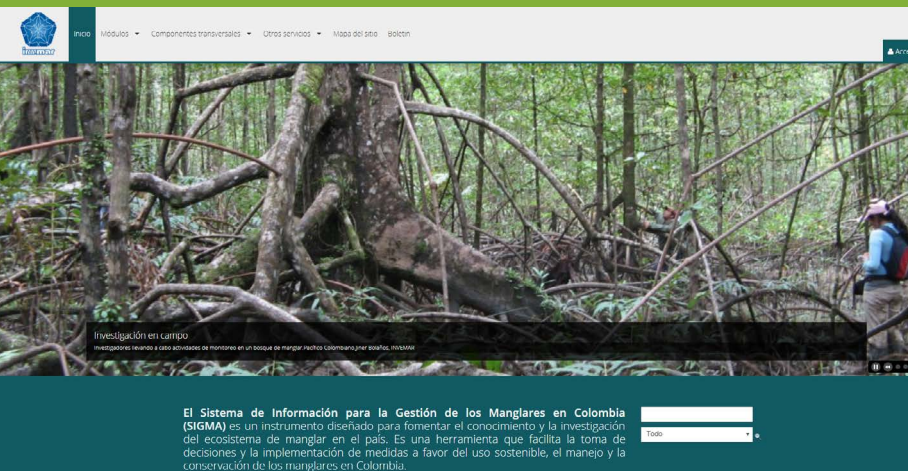 invemar
Inicio
Módulos
Componentes transversales
Otros servicios
Mapa del sitio
Boletín
Investigación en campo
Investigadores llevando a cabo actividades de monitoreo en un bosque de manglar.Pacífico Colombiano,Jiner Bolaños, INVEMAR
El Sistema de Información para la Gestión de los Manglares en Colombia
(SIGMA) es un instrumento diseñado para fomentar el conocimiento y la investigación
del ecosistema de manglar en el país. Es una herramienta que facilita la toma de
decisiones y la implementación de medidas a favor del uso sostenible, el manejo y la
conservación de los manglares en Colombia.
Todo